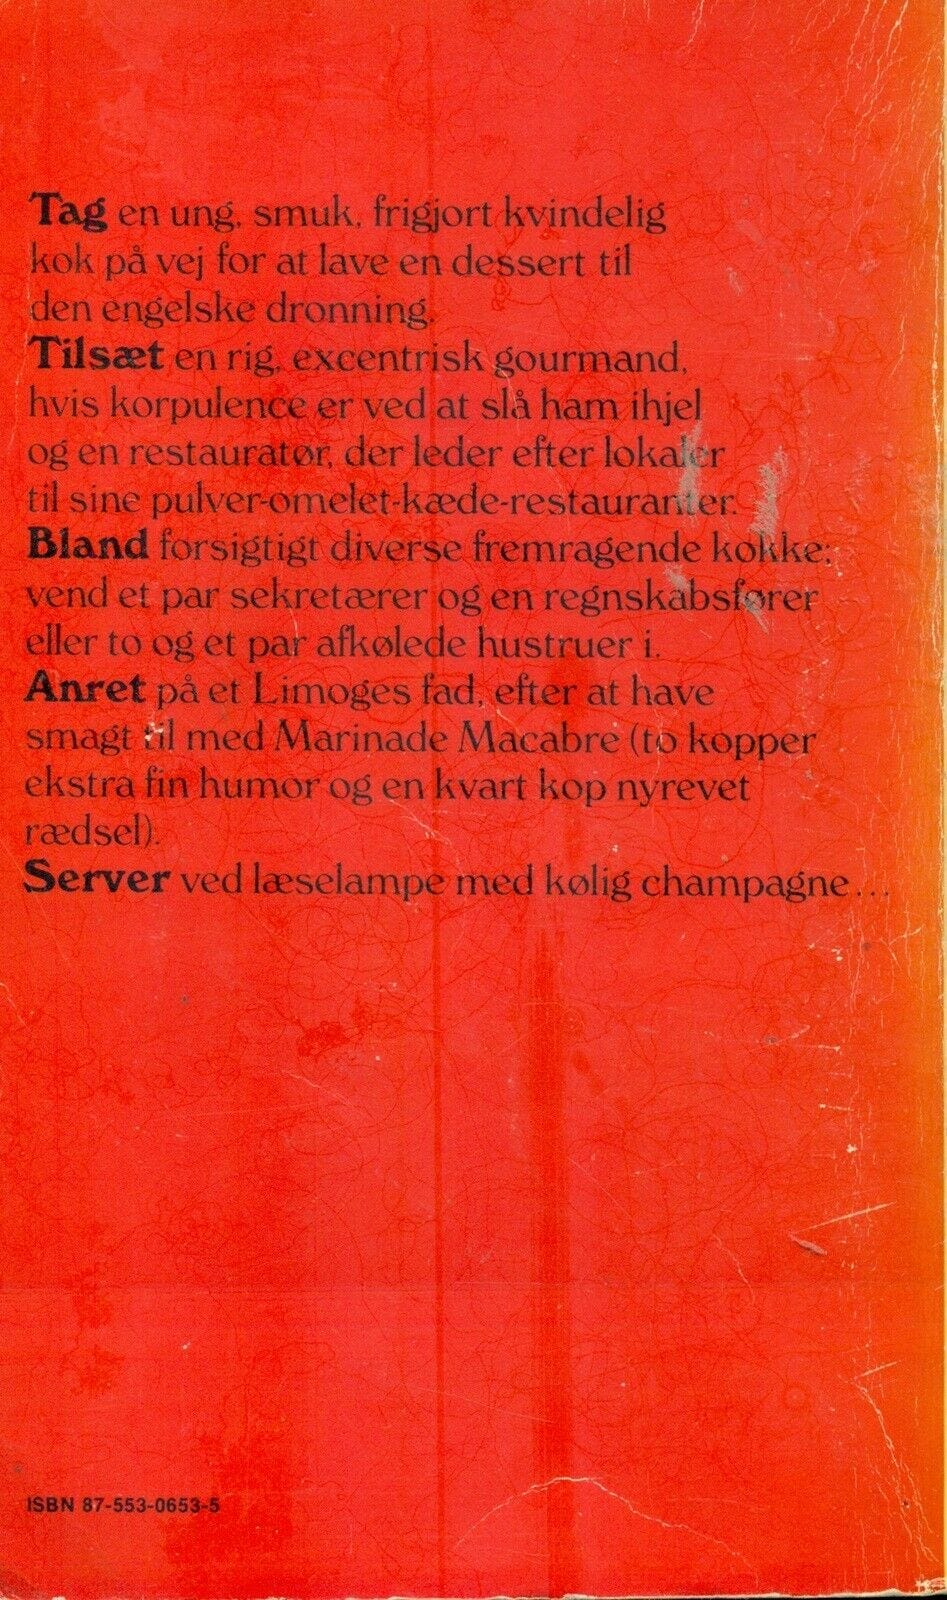 Tag en ung, smuk, frigjort kvindelig
kok på vej for at lave en dessert til
den engelske dronning.
Tilsæt en rig, excentrisk gourmand,
hvis korpulence er ved at slå ham ihjel
og en restauratør, der leder efter lokaler
til sine pulver-omelet-kæde-restauranter.
Bland forsigtigt diverse fremragende kokke;
vend et par sekretærer og en regnskabsfører
eller to og et par afkølede hustruer i.
Anret på et Limoges fad, efter at have
smagt til med Marinade Macabre (to kopper
ekstra fin humor og en kvart kop nyrevet
rædsel).
Server ved læselampe med kølig champagne...
ISBN 87-553-0653-5